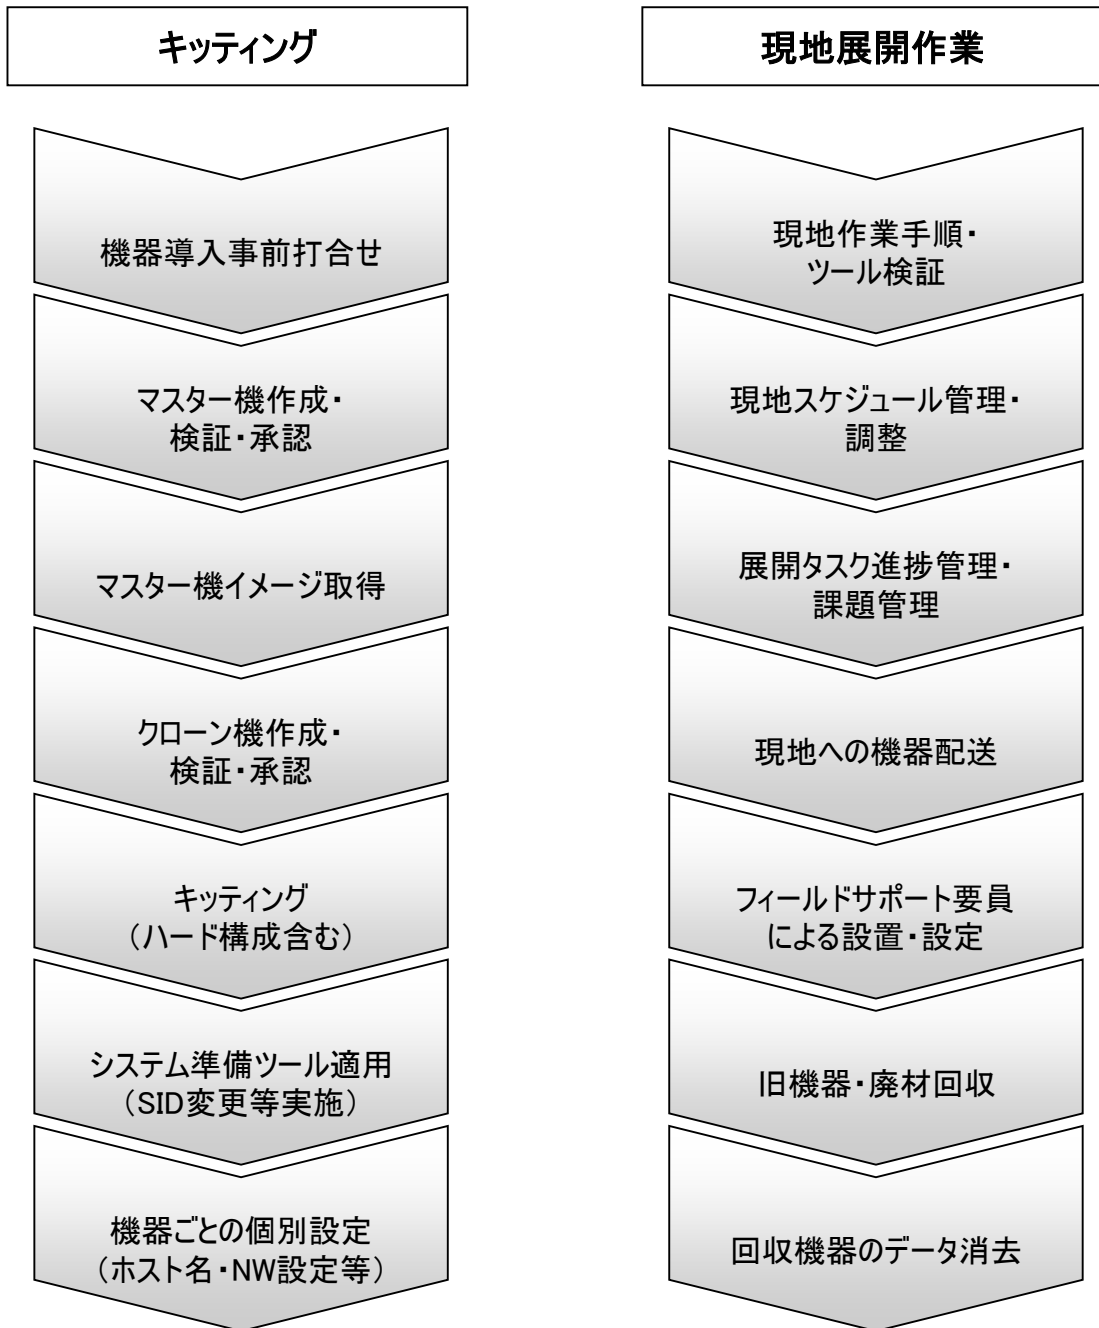 キッティング
機器導入事前打合せ
マスター機作成・
検証・承認
マスター機イメージ取得
クローン機作成・
検証・承認
キッティング
（ハード構成含む）
システム準備ツール適用
（SID変更等実施）
機器ごとの個別設定
（ホスト名・NW設定等）
現地展開作業
現地作業手順・
ツール検証
現地スケジュール管理・
調整
展開タスク進捗管理・
課題管理
現地への機器配送
フィールドサポート要員
による設置・設定
旧機器・廃材回収
回収機器のデータ消去